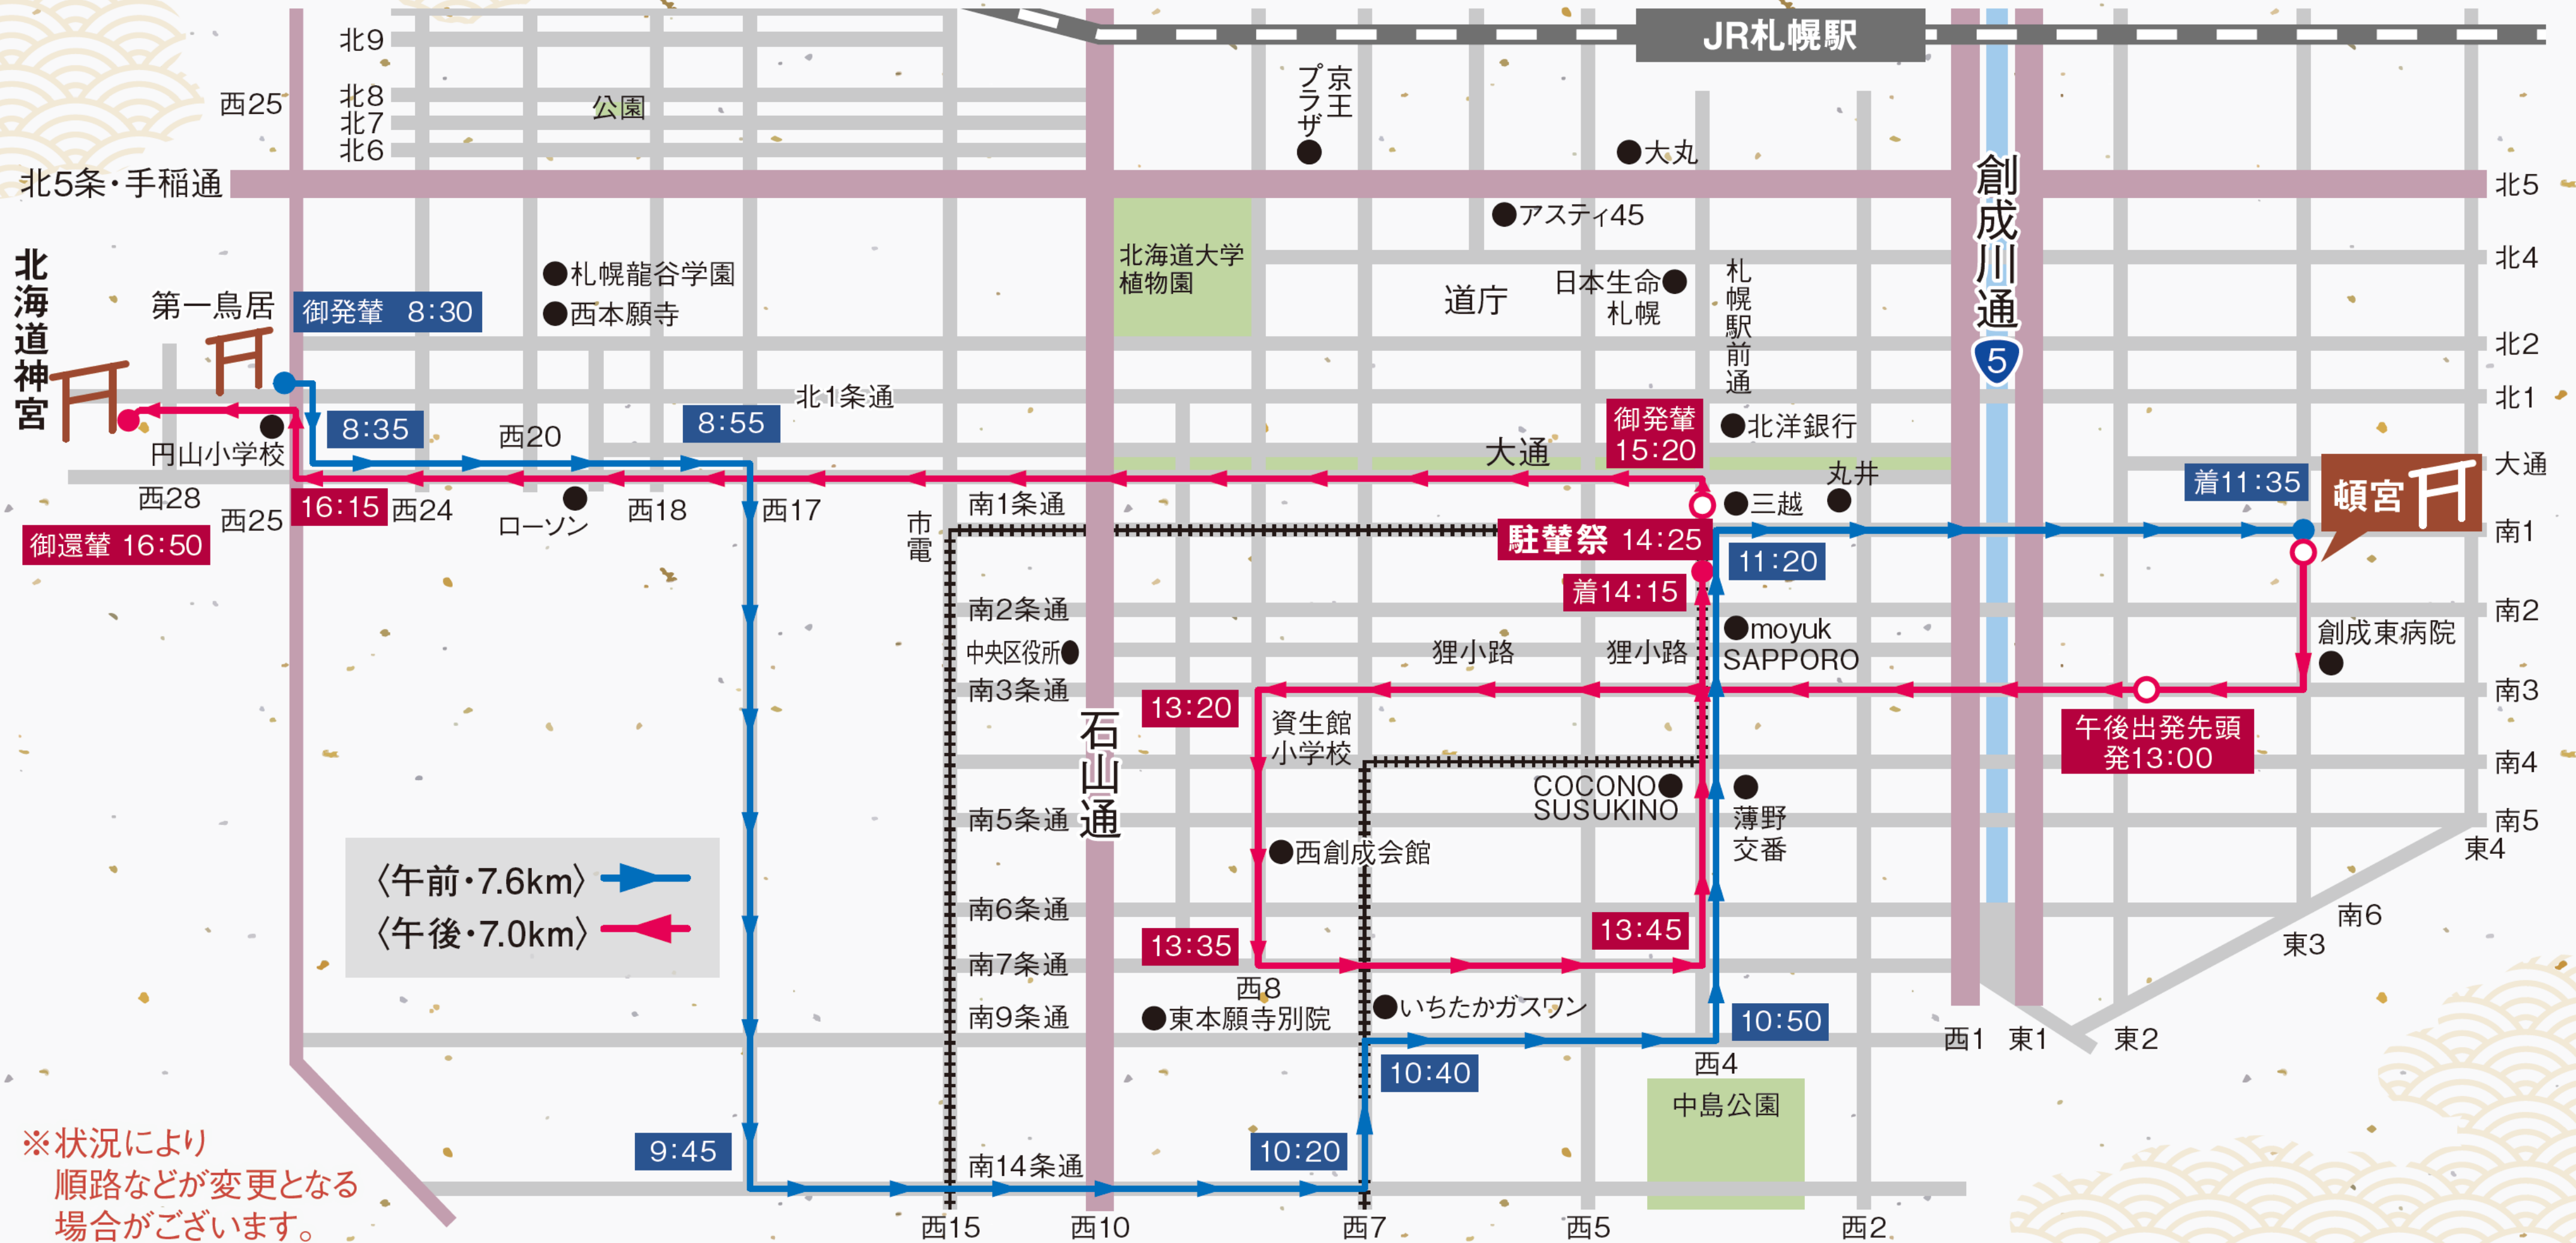 JR札幌駅
北9
京王
プラザ
西25
北8
公園
北7
北6
大丸
北5条・手稲通
北5
創成川通
5
アスティ45
北海道大学
植物園
北4
札幌龍谷学園
西本願寺
道庁
日本生命
札幌
札幌駅前通
北海道神宮
第一鳥居
御発輦 8:30
北2
北1条通
北1
8:35
8:55
西20
円山小学校
御発輦
15:20
北洋銀行
大通
大通
丸井
着11:35
頓宮
西28
西25
16:15
西24
ローソン
西18
西17
市電
南1条通
三越
御還輦 16:50
駐輦祭 14:25
11:20
南1
着14:15
南2条通
南2
中央区役所
狸小路
狸小路
moyuk
SAPPORO
創成東病院
南3条通
南3
13:20
石山通
資生館
小学校
午後出発先頭
発13:00
南4
COCONO
SUSUKINO
薄野
交番
南5条通
南5
東4
西創成会館
〈午前・7.6km〉
〈午後・7.0km〉
南6条通
南6
13:35
13:45
東3
南7条通
西8
南9条通
東本願寺別院
いちたかガスワン
10:50
西1
東1
東2
10:40
西4
中島公園
※状況により
順路などが変更となる
場合がございます。
9:45
南14条通
10:20
西15
西10
西7
西5
西2